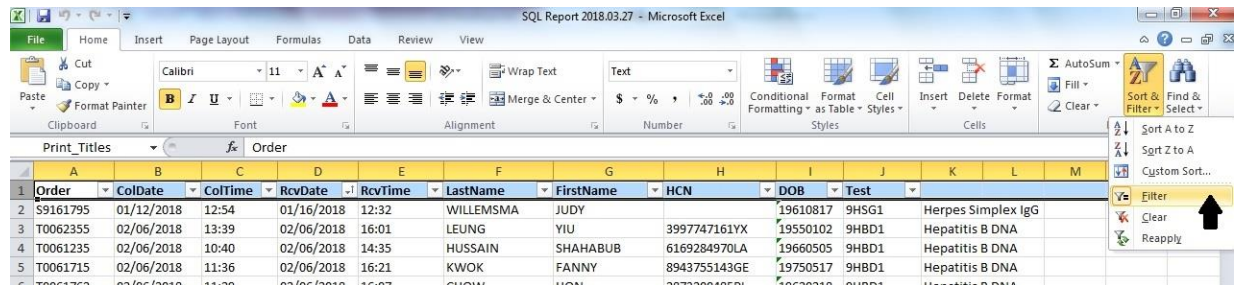 SQL Report 2018.03.27 - Microsoft Excel
File Home Insert Page Layout Formulas Data Review View
Paste
Cut
Copy
Format Painter
Clipboard
Calibri 11
B I U
Font
Wrap Text
Merge & Center
Alignment
Text
$ % ,
Number
Conditional Formatting
Format as Table
Cell Styles
Styles
Insert Delete Format
Cells
Σ AutoSum
Fill
Clear
Sort & Filter
Find & Select
Print_Titles fx Order
Sort A to Z
Sort Z to A
Custom Sort...
Filter
Clear
Reapply
A B C D E F G H I J K L M
1 Order ColDate ColTime RcvDate RcvTime LastName FirstName HCN DOB Test
2 S9161795 01/12/2018 12:54 01/16/2018 12:32 WILLEMSMA JUDY 19610817 9HSG1 Herpes Simplex IgG
3 T0062355 02/06/2018 13:39 02/06/2018 16:01 LEUNG YIU 3997747161YX 19550102 9HBD1 Hepatitis B DNA
4 T0061235 02/06/2018 10:40 02/06/2018 14:35 HUSSAIN SHAHABUB 6169284970LA 19660505 9HBD1 Hepatitis B DNA
5 T0061715 02/06/2018 11:36 02/06/2018 16:21 KWOK FANNY 8943755143GE 19750517 9HBD1 Hepatitis B DNA